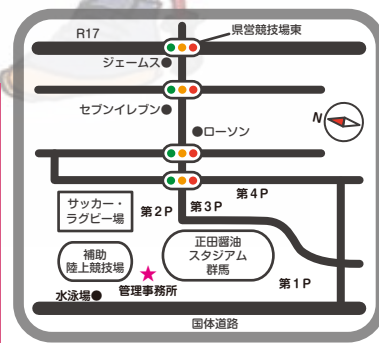 R17
県営競技場東
ジェームス
セブンイレブン
N
ローソン
第4P
サッカー・
ラグビー場
第2P
第3P
正田醤油
スタジアム
群馬
補助
陸上競技場
第1P
水泳場
管理事務所
国体道路